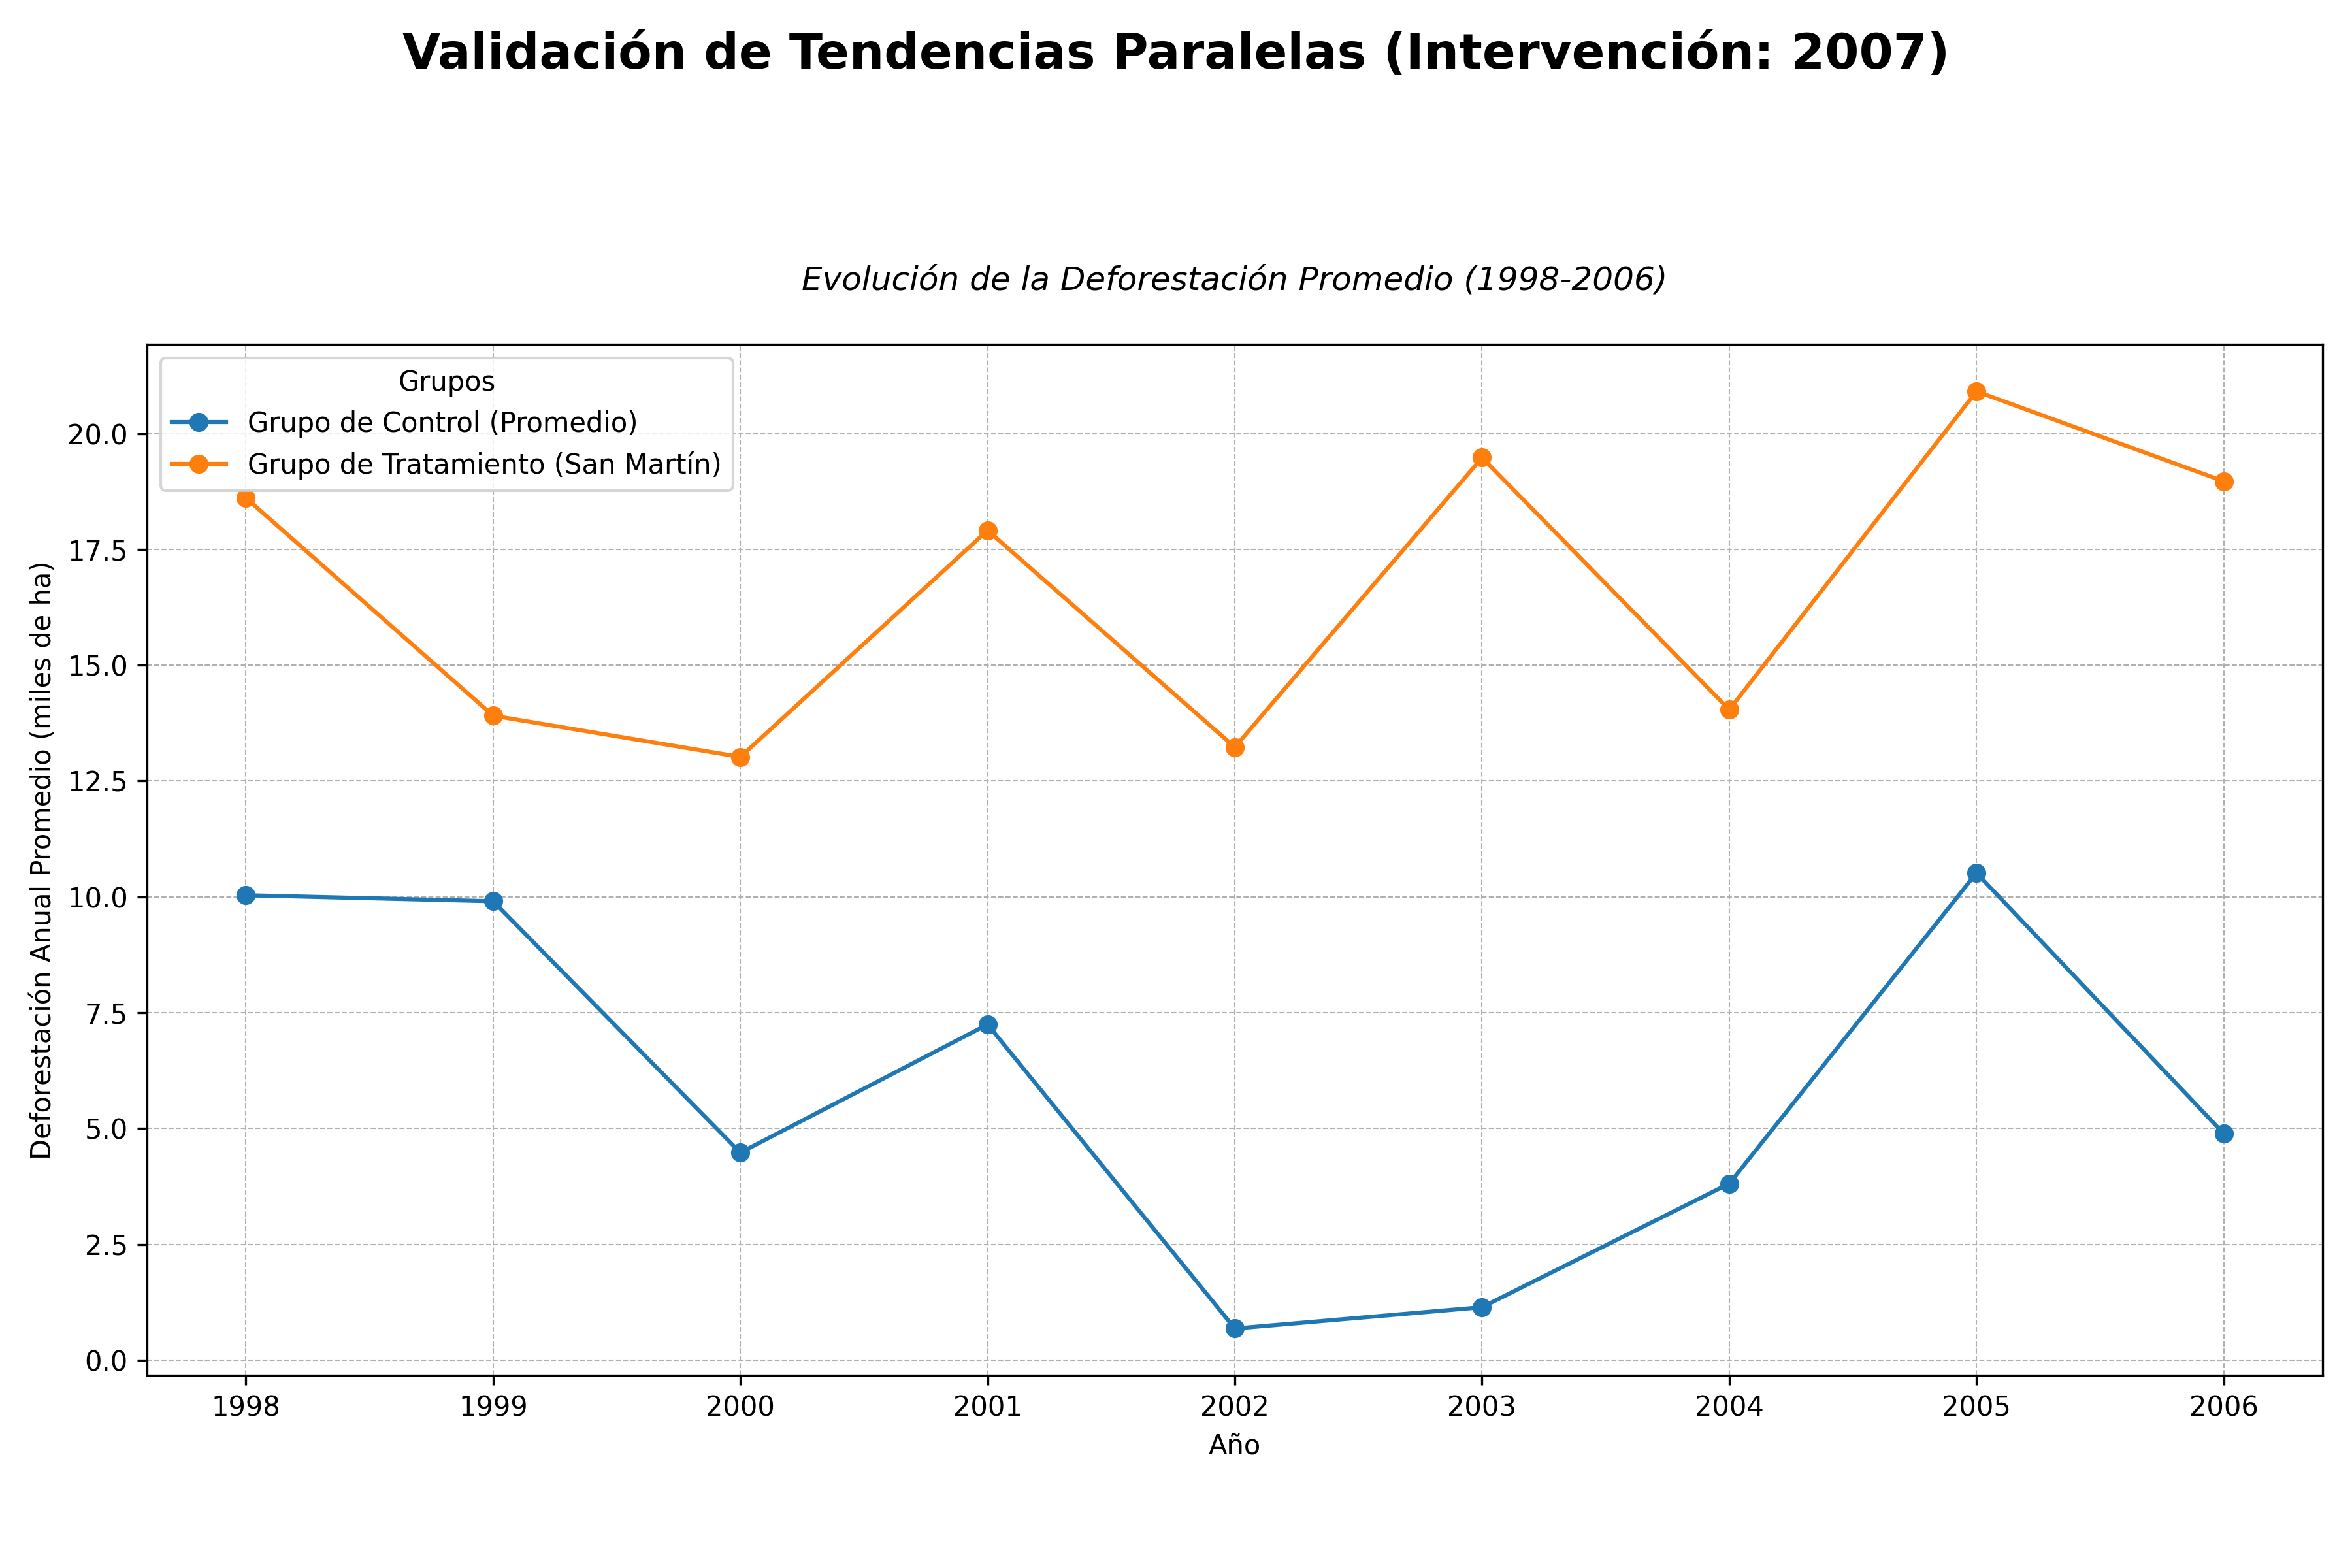 Validación de Tendencias Paralelas (Intervención: 2007)
Evolución de la Deforestación Promedio (1998-2006)
Grupos
Grupo de Control (Promedio)
Grupo de Tratamiento (San Martín)
Deforestación Anual Promedio (miles de ha)
20.0
17.5
15.0
12.5
10.0
7.5
5.0
2.5
0.0
1998 1999 2000 2001 2002 2003 2004 2005 2006
Año